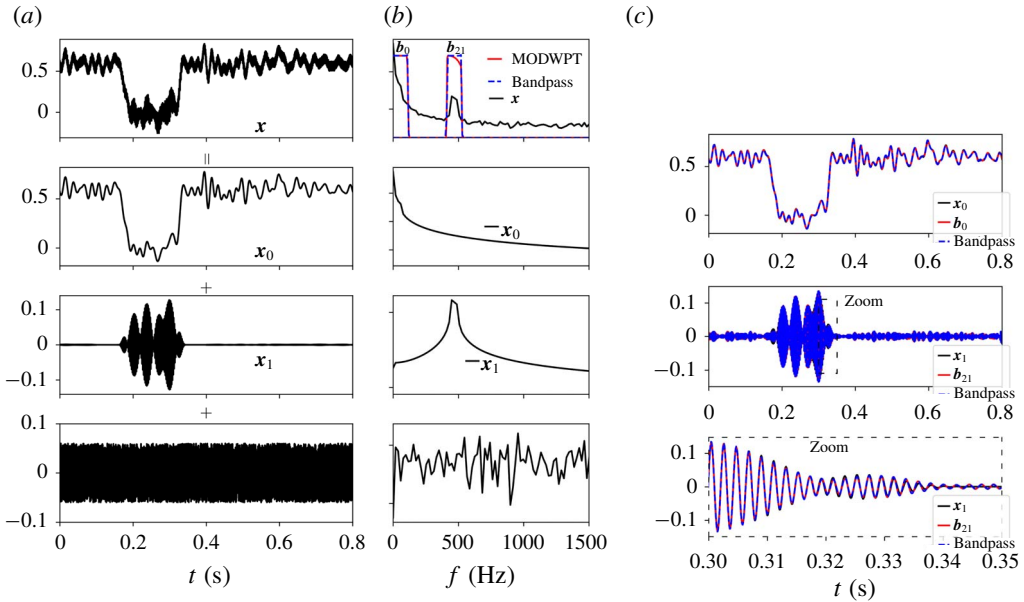 (a)
(b)
(c)
0.5
0
x
b0
b21
MODWPT
Bandpass
x
=
0.5
0
x0
x0
0.5
0
x0
b0
Bandpass
0
0.2
0.4
0.6
0.8
+
0.1
0
−0.1
x1
x1
0.1
0
−0.1
Zoom
x1
b21
Bandpass
0
0.2
0.4
0.6
0.8
+
0.1
0
−0.1
0
0.2
0.4
0.6
0.8
t (s)
0
500
1000
1500
f (Hz)
Zoom
0.1
0
−0.1
x1
b21
Bandpass
0.30
0.31
0.32
0.33
0.34
0.35
t (s)